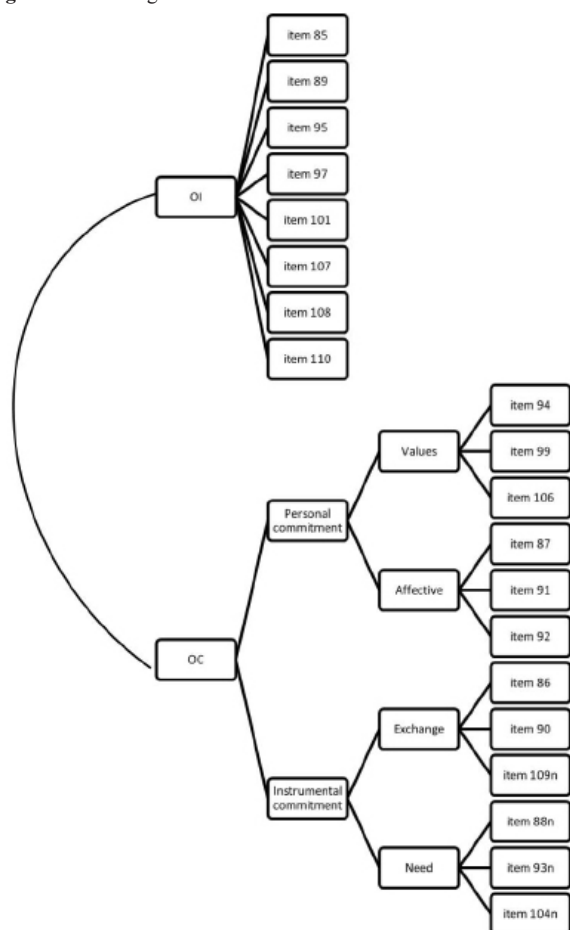 item 85
item 89
item 95
item 97
OI
item 101
item 107
item 108
item 110
item 94
Values
item 99
item 106
Personal
commitment
item 87
Affective
item 91
item 92
OC
item 86
Exchange
item 90
item 109n
Instrumental
commitment
item 88n
Need
item 93n
item 104n